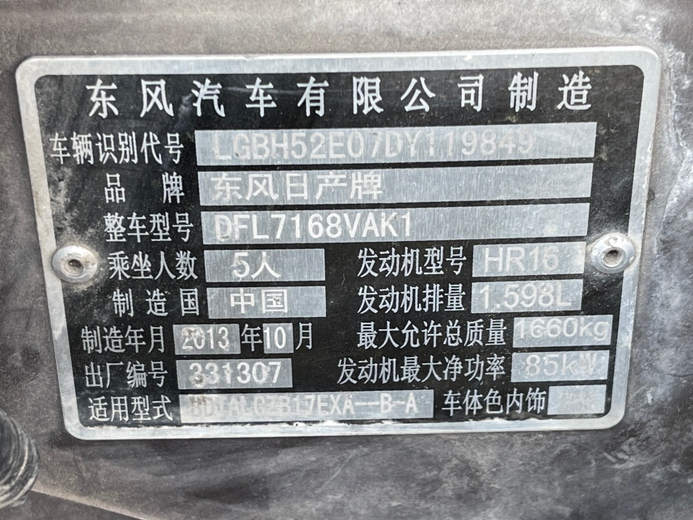 东风汽车有限公司制造
车辆识别代号 LGBH52E07DY119849
品牌 东风日产牌
整车型号 DFL7168VAK1
乘坐人数 5人 发动机型号 HR16
制造国 中国 发动机排量 1.598L
制造年月 2013年10月 最大允许总质量 1660kg
出厂编号 331307 发动机最大净功率 85kW
适用型式 车体色内饰